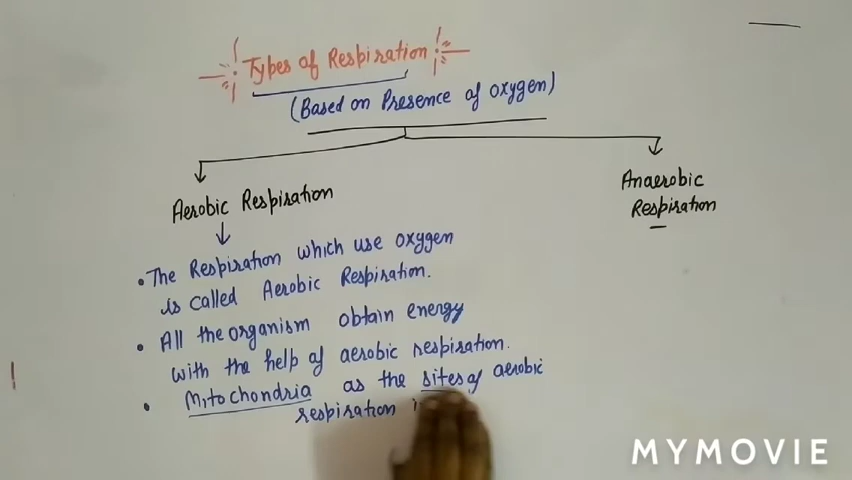 Types of Respiration
(Based on Presence of oxygen)
Aerobic Respiration
• The Respiration which use oxygen
is called Aerobic Respiration.
• All the organism obtain energy
with the help of aerobic respiration.
• Mitochondria as the sites of aerobic
respiration
Anaerobic
Respiration
MYMOVIE